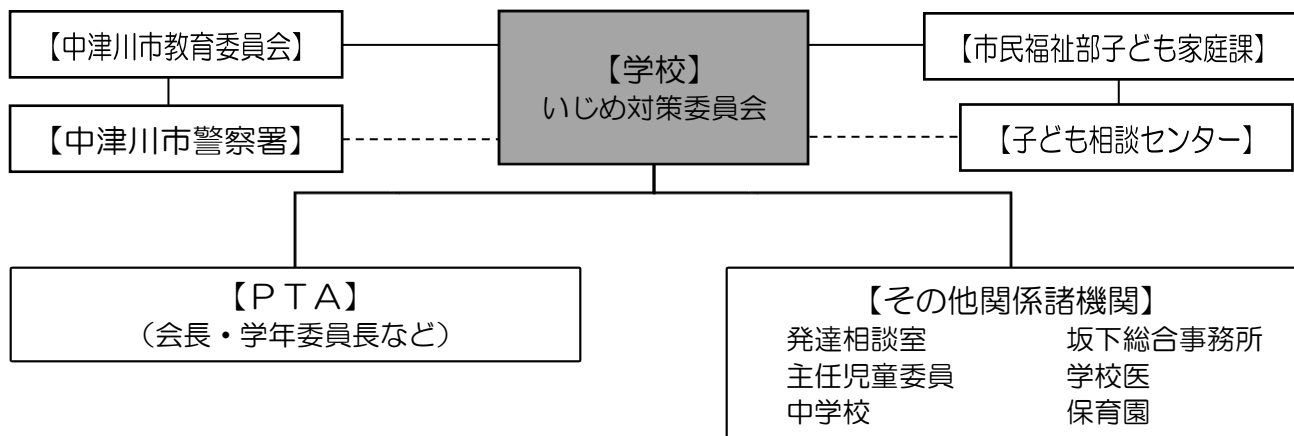 【中津川市教育委員会】
【中津川市警察署】
【学校】
いじめ対策委員会
【市民福祉部子ども家庭課】
【子ども相談センター】
【ＰＴＡ】
（会長・学年委員長など）
【その他関係諸機関】
発達相談室　坂下総合事務所
主任児童委員　学校医
中学校　保育園